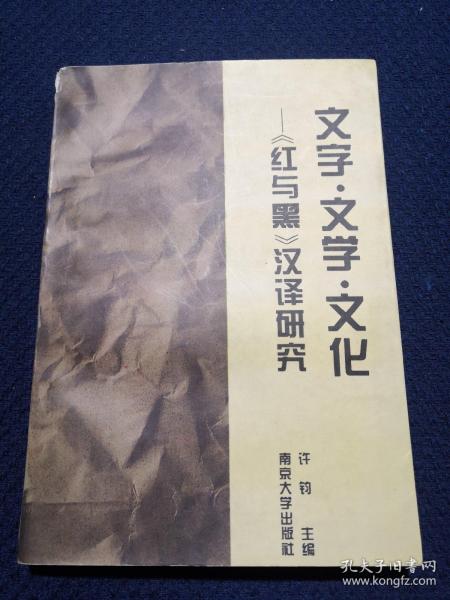 文字·文学·文化
—《红与黑》汉译研究
许钧 主编
南京大学出版社
孔夫子旧书网
www.kongfz.com